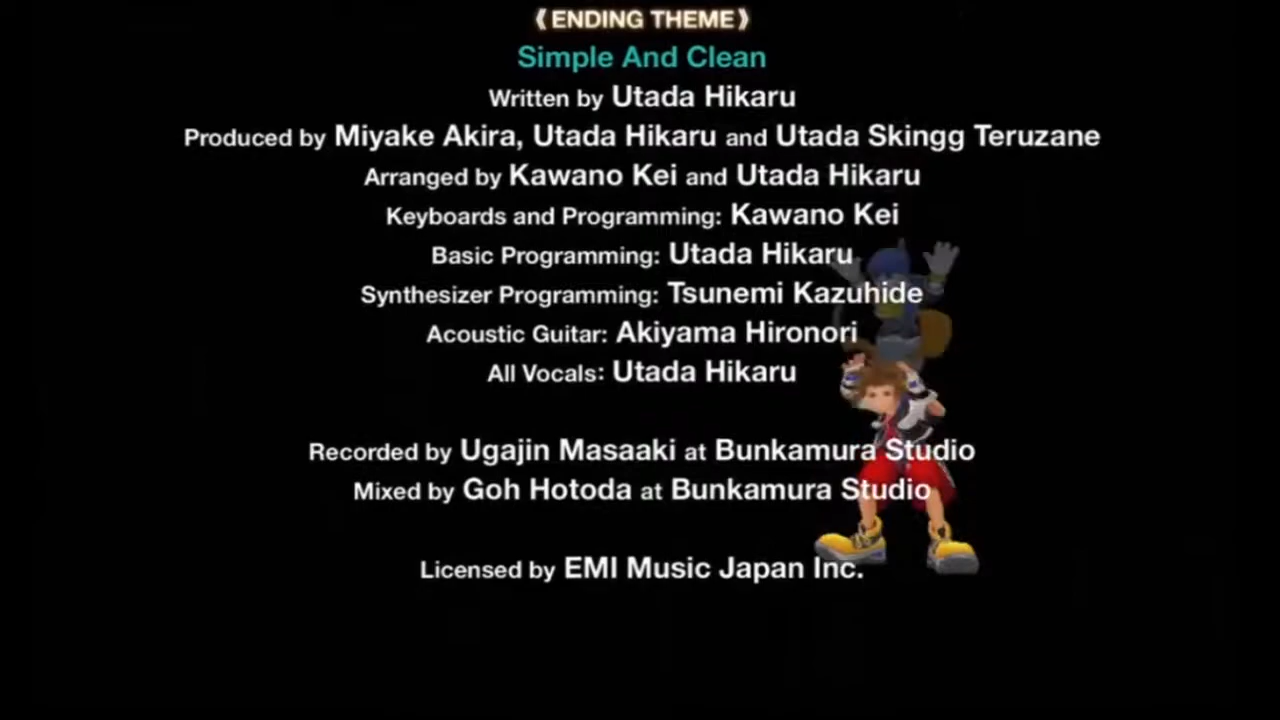 《ENDING THEME》
Simple And Clean
Written by Utada Hikaru
Produced by Miyake Akira, Utada Hikaru and Utada Skingg Teruzane
Arranged by Kawano Kei and Utada Hikaru
Keyboards and Programming: Kawano Kei
Basic Programming: Utada Hikaru
Synthesizer Programming: Tsunemi Kazuhide
Acoustic Guitar: Akiyama Hironori
All Vocals: Utada Hikaru
Recorded by Ugajin Masaaki at Bunkamura Studio
Mixed by Goh Hotoda at Bunkamura Studio
Licensed by EMI Music Japan Inc.